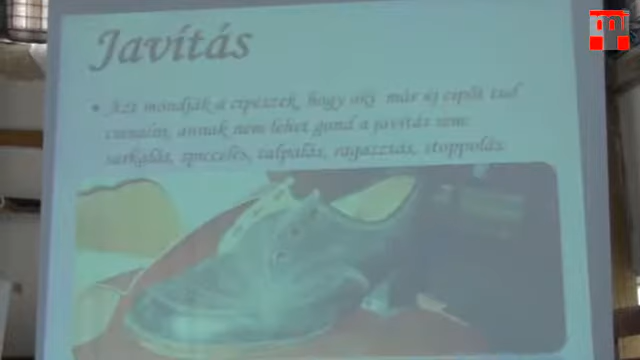 Javítás
• Azt mondják a cipészek, hogy aki már új cipőt tud
csinálni, annak nem lehet gond a javítás sem:
sarkalás, spiccelés, talpalás, ragasztás, stoppolás.